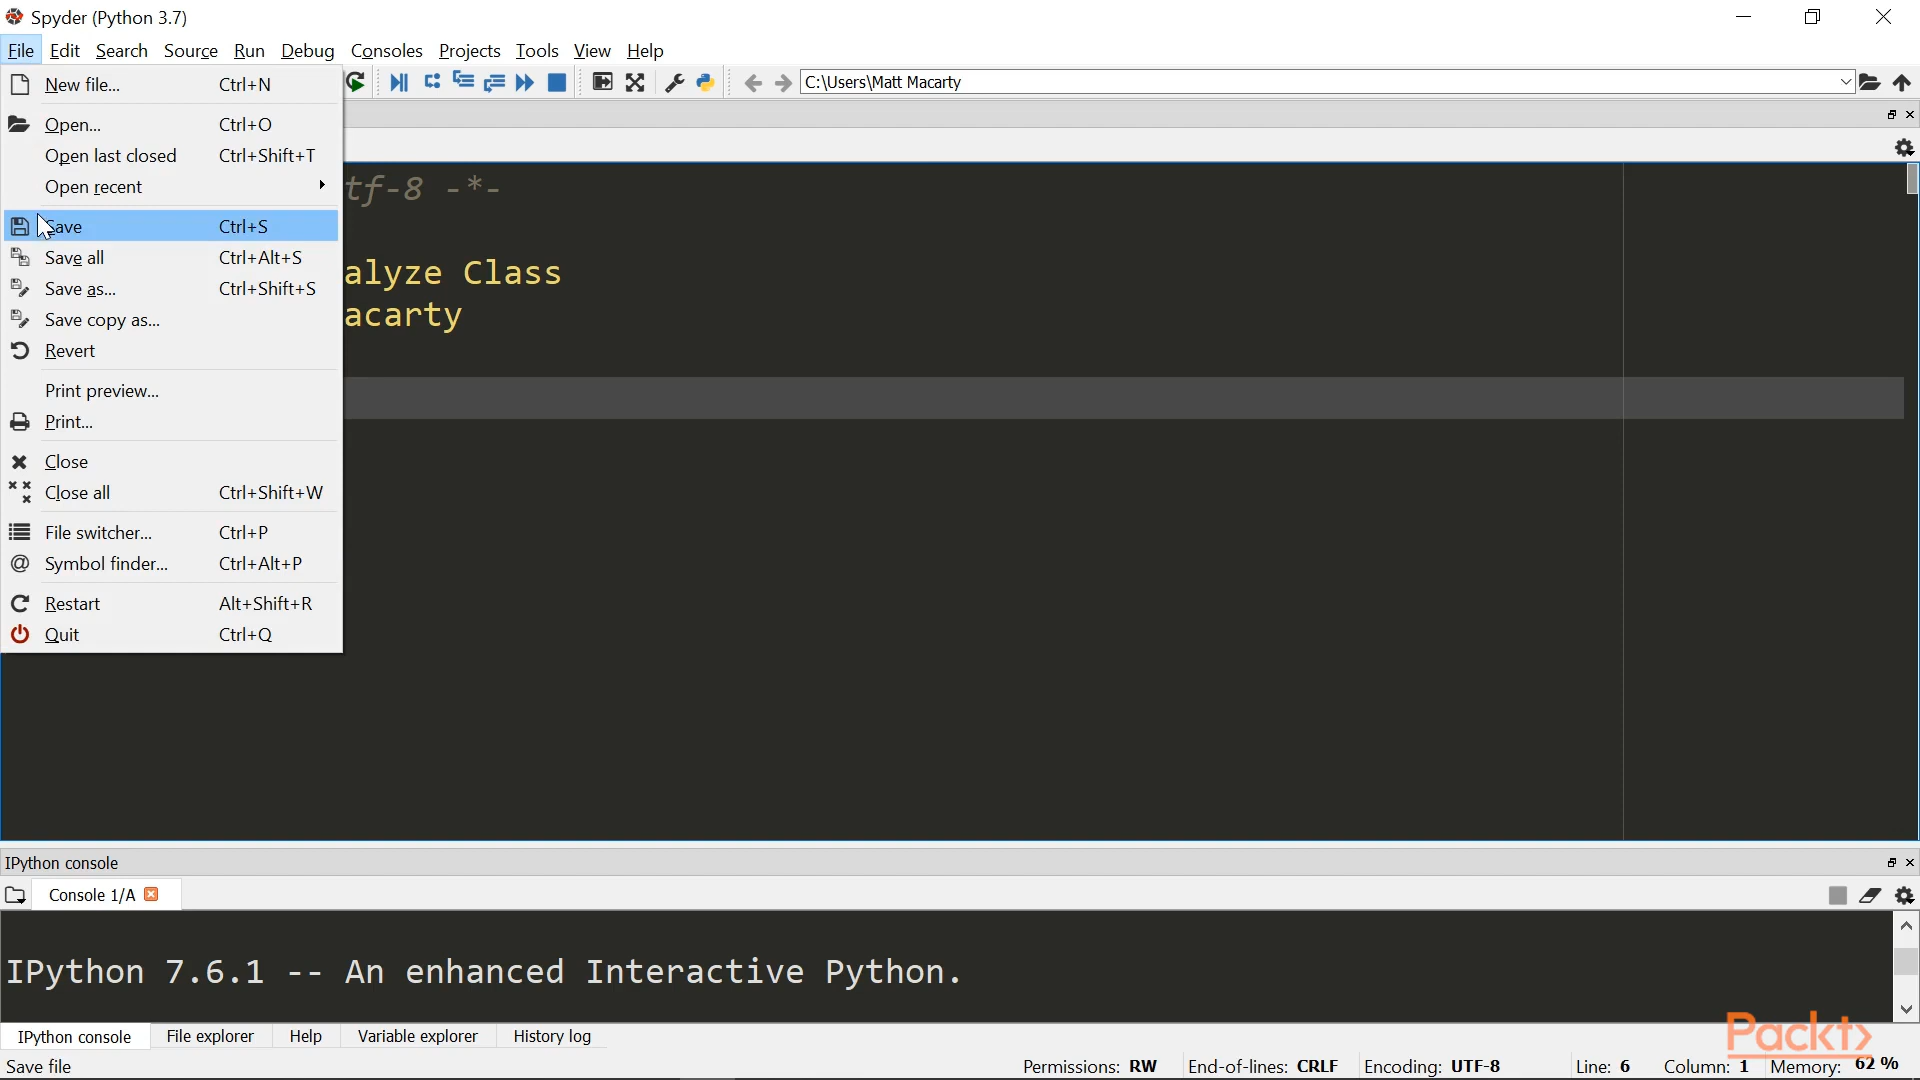 Spyder (Python 3.7)
File Edit Search Source Run Debug Consoles Projects Tools View Help
New file... Ctrl+N
C:\Users\Matt Macarty
Open... Ctrl+O
Open last closed Ctrl+Shift+T
Open recent
tf-8 -*-
Save Ctrl+S
Save all Ctrl+Alt+S
alyze Class
Save as... Ctrl+Shift+S
Save copy as...
acarty
Revert
Print preview...
Print...
Close
Close all Ctrl+Shift+W
File switcher... Ctrl+P
@ Symbol finder... Ctrl+Alt+P
Restart Alt+Shift+R
Quit Ctrl+Q
IPython console
Console 1/A
IPython 7.6.1 -- An enhanced Interactive Python.
Packt>
IPython console File explorer Help Variable explorer History log
Save file Permissions: RW End-of-lines: CRLF Encoding: UTF-8 Line: 6 Column: 1 Memory: 62 %